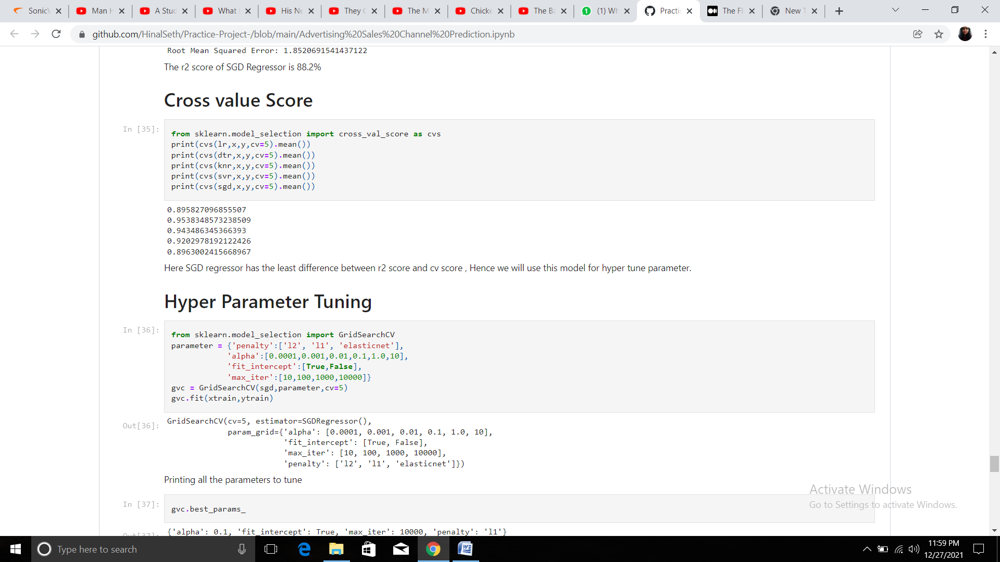 Sonic
Man H
A Stud
What
His Ne
They
The M
Chicke
The Ba
(1) Wh
Practic
The Fl
New T
github.com/HinalSeth/Practice-Project-/blob/main/Advertising%20Sales%20Channel%20Prediction.ipynb
Root Mean Squared Error: 1.8520691541437122
The r2 score of SGD Regressor is 88.2%
Cross value Score
In [35]:
from sklearn.model_selection import cross_val_score as cvs
print(cvs(lr,x,y,cv=5).mean())
print(cvs(dtr,x,y,cv=5).mean())
print(cvs(knr,x,y,cv=5).mean())
print(cvs(svr,x,y,cv=5).mean())
print(cvs(sgd,x,y,cv=5).mean())
0.895827096855507
0.9538348573238509
0.943486345366393
0.9202978192122426
0.8963002415668967
Here SGD regressor has the least difference between r2 score and cv score , Hence we will use this model for hyper tune parameter.
Hyper Parameter Tuning
In [36]:
from sklearn.model_selection import GridSearchCV
parameter = {'penalty':['l2', 'l1', 'elasticnet'],
'alpha':[0.0001,0.001,0.01,0.1,1.0,10],
'fit_intercept':[True,False],
'max_iter':[10,100,1000,10000]}
gvc = GridSearchCV(sgd,parameter,cv=5)
gvc.fit(xtrain,ytrain)
Out[36]:
GridSearchCV(cv=5, estimator=SGDRegressor(),
param_grid={'alpha': [0.0001, 0.001, 0.01, 0.1, 1.0, 10],
'fit_intercept': [True, False],
'max_iter': [10, 100, 1000, 10000],
'penalty': ['l2', 'l1', 'elasticnet']})
Printing all the parameters to tune
In [37]:
gvc.best_params_
Out[37]:
{'alpha': 0.1, 'fit_intercept': True, 'max_iter': 10000, 'penalty': 'l1'}
Activate Windows
Go to Settings to activate Windows.
Type here to search
11:59 PM
12/27/2021